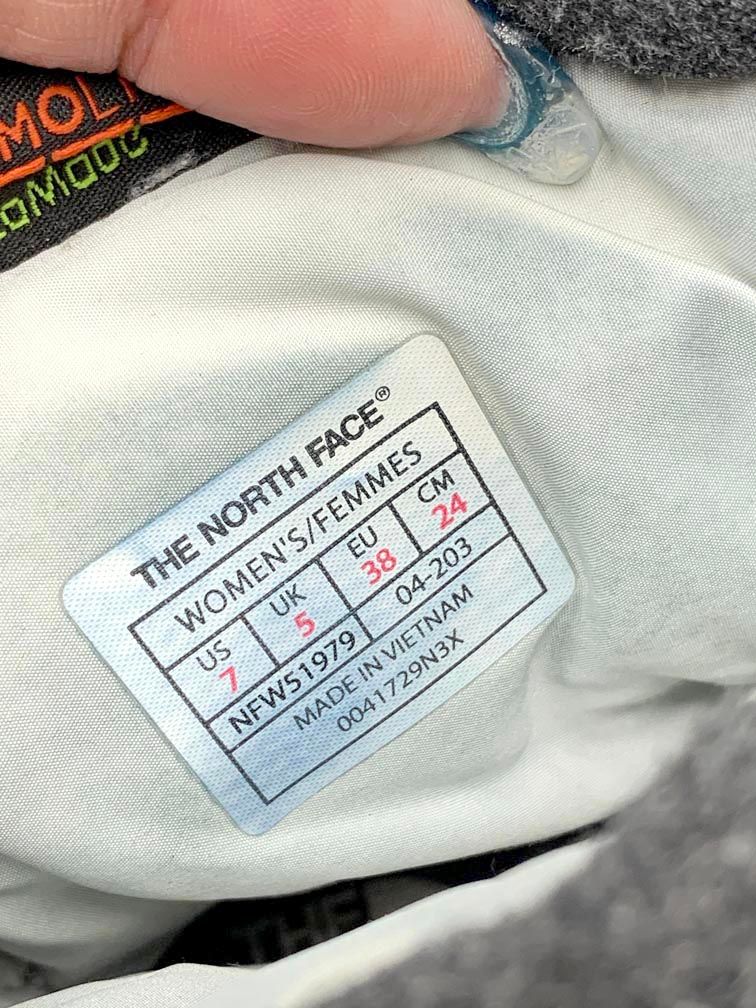 THE NORTH FACE®
WOMEN'S/FEMMES
US UK EU CM
7 5 38 24
NFW51979 04-203
MADE IN VIETNAM
0041729N3X
THE